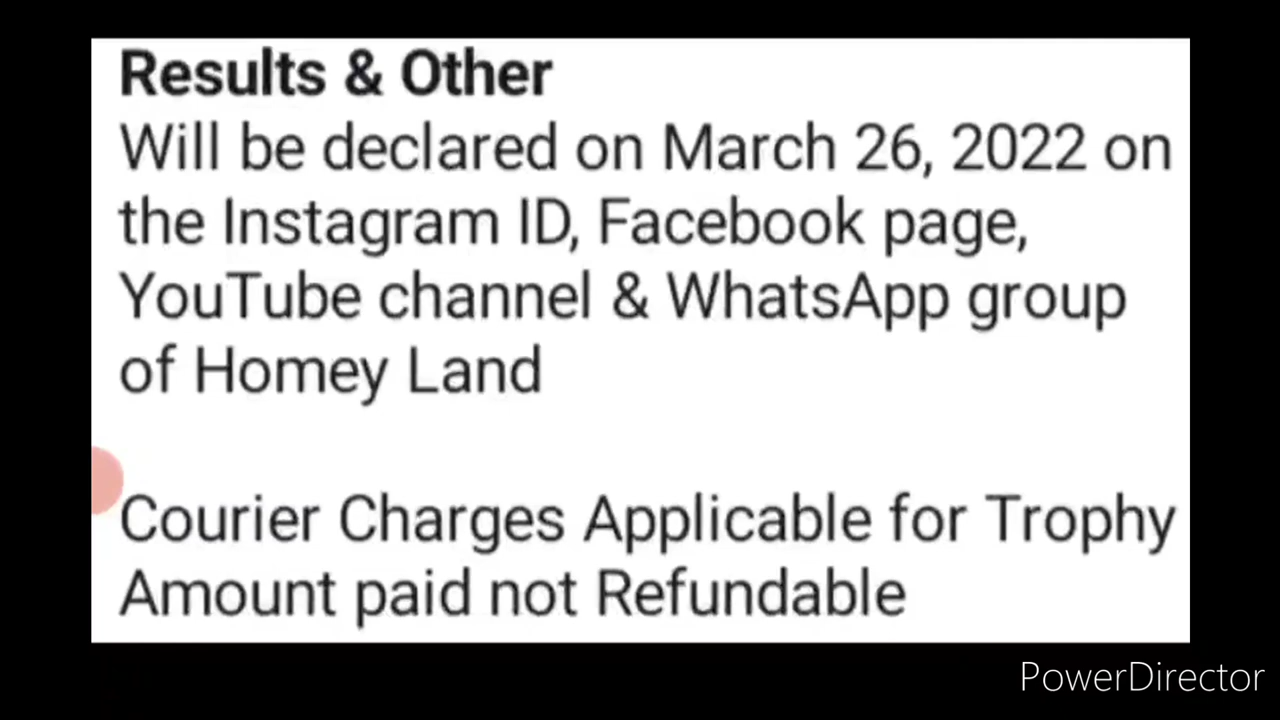 Results & Other
Will be declared on March 26, 2022 on
the Instagram ID, Facebook page,
YouTube channel & WhatsApp group
of Homey Land
Courier Charges Applicable for Trophy
Amount paid not Refundable
PowerDirector